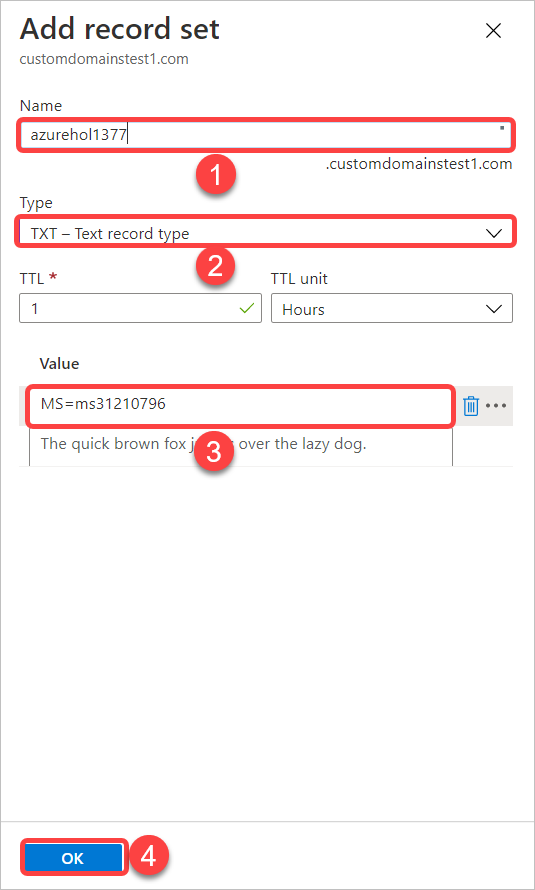 Add record set
customdomainstest1.com
Name
azurehol1377
.customdomainstest1.com
1
Type
TXT – Text record type
2
TTL *
TTL unit
1
Hours
Value
MS=ms31210796
The quick brown fox over the lazy dog.
3
OK
4